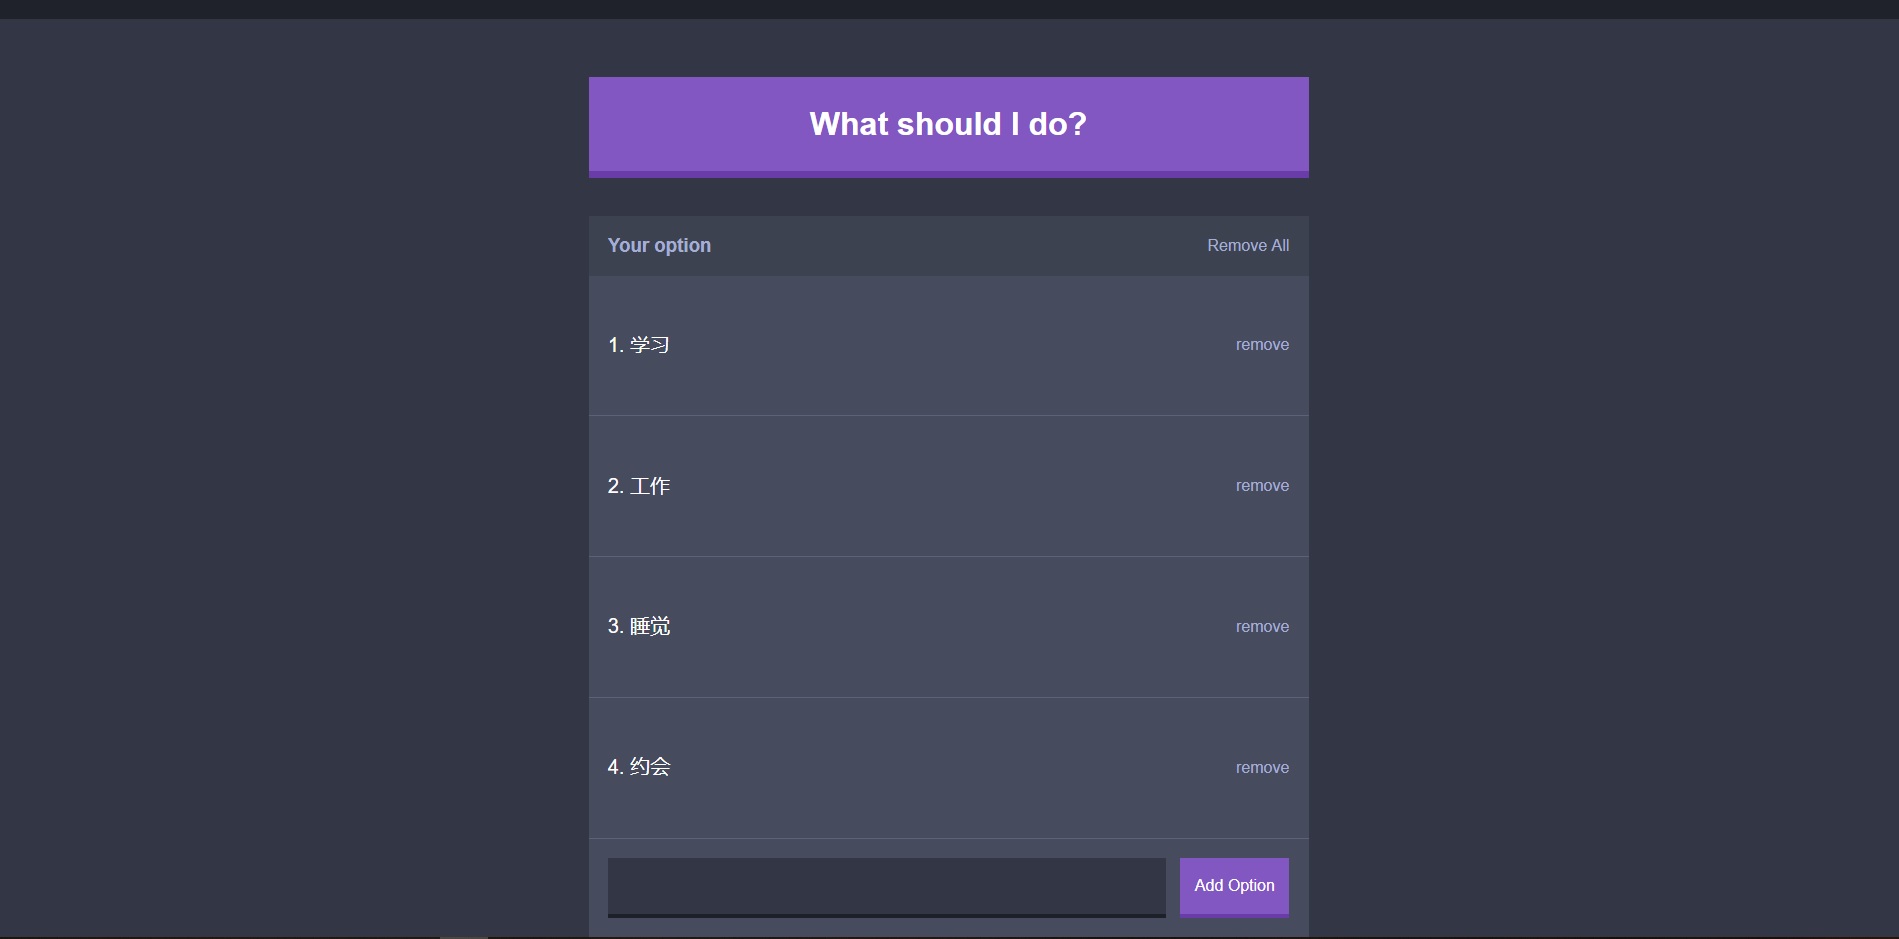 What should I do?
Your option
Remove All
1. 学习
remove
2. 工作
remove
3. 睡觉
remove
4. 约会
remove
Add Option